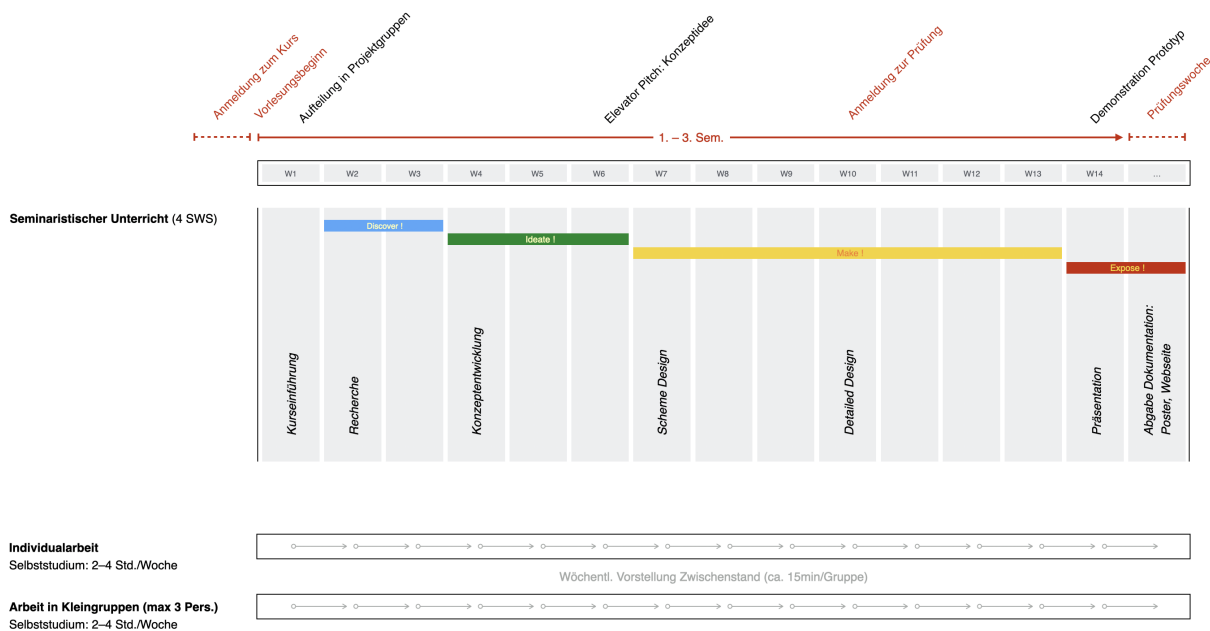 Anmeldung zum Kurs
Vorlesungsbeginn
Aufteilung in Projektgruppen
Elevator Pitch: Konzeptidee
Anmeldung zur Prüfung
Demonstration Prototyp
Prüfungswoche
1. – 3. Sem.
W1 W2 W3 W4 W5 W6 W7 W8 W9 W10 W11 W12 W13 W14 ...
Seminaristischer Unterricht (4 SWS)
Discover !
Ideate !
Make !
Expose !
Kurseinführung
Recherche
Konzeptentwicklung
Scheme Design
Detailed Design
Präsentation
Abgabe Dokumentation:
Poster, Webseite
Individualarbeit
Selbststudium: 2–4 Std./Woche
Wöchentl. Vorstellung Zwischenstand (ca. 15min/Gruppe)
Arbeit in Kleingruppen (max 3 Pers.)
Selbststudium: 2–4 Std./Woche